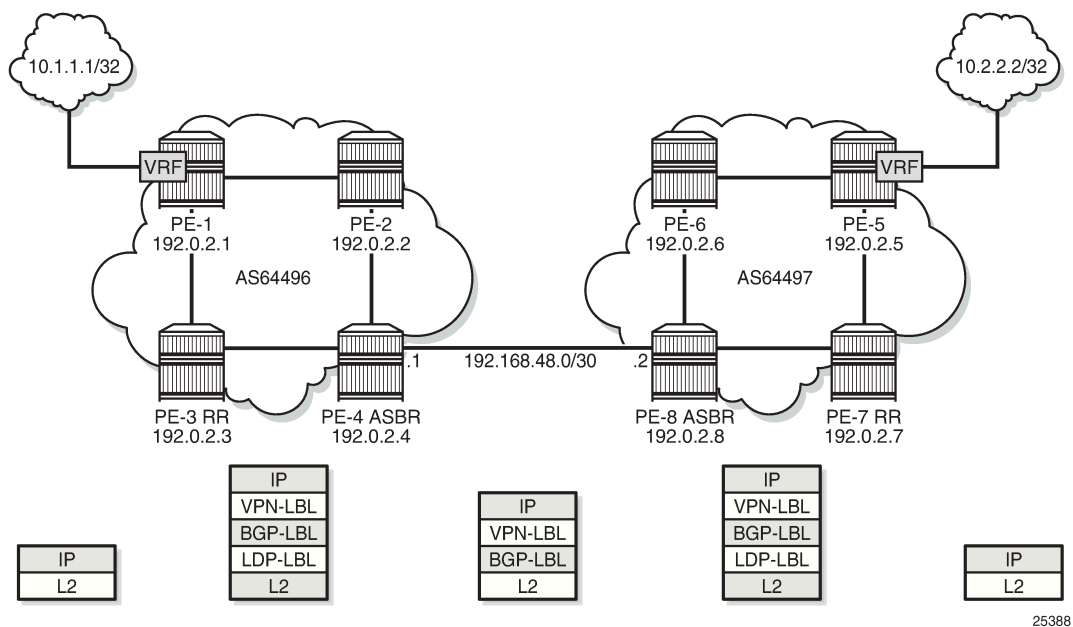 10.1.1.1/32
10.2.2.2/32
VRF
VRF
PE-1
192.0.2.1
PE-2
192.0.2.2
PE-6
192.0.2.6
PE-5
192.0.2.5
AS64496
AS64497
.1
192.168.48.0/30
.2
PE-3 RR
192.0.2.3
PE-4 ASBR
192.0.2.4
PE-8 ASBR
192.0.2.8
PE-7 RR
192.0.2.7
IP
L2
IP
VPN-LBL
BGP-LBL
LDP-LBL
L2
IP
VPN-LBL
BGP-LBL
L2
IP
VPN-LBL
BGP-LBL
LDP-LBL
L2
IP
L2
25388